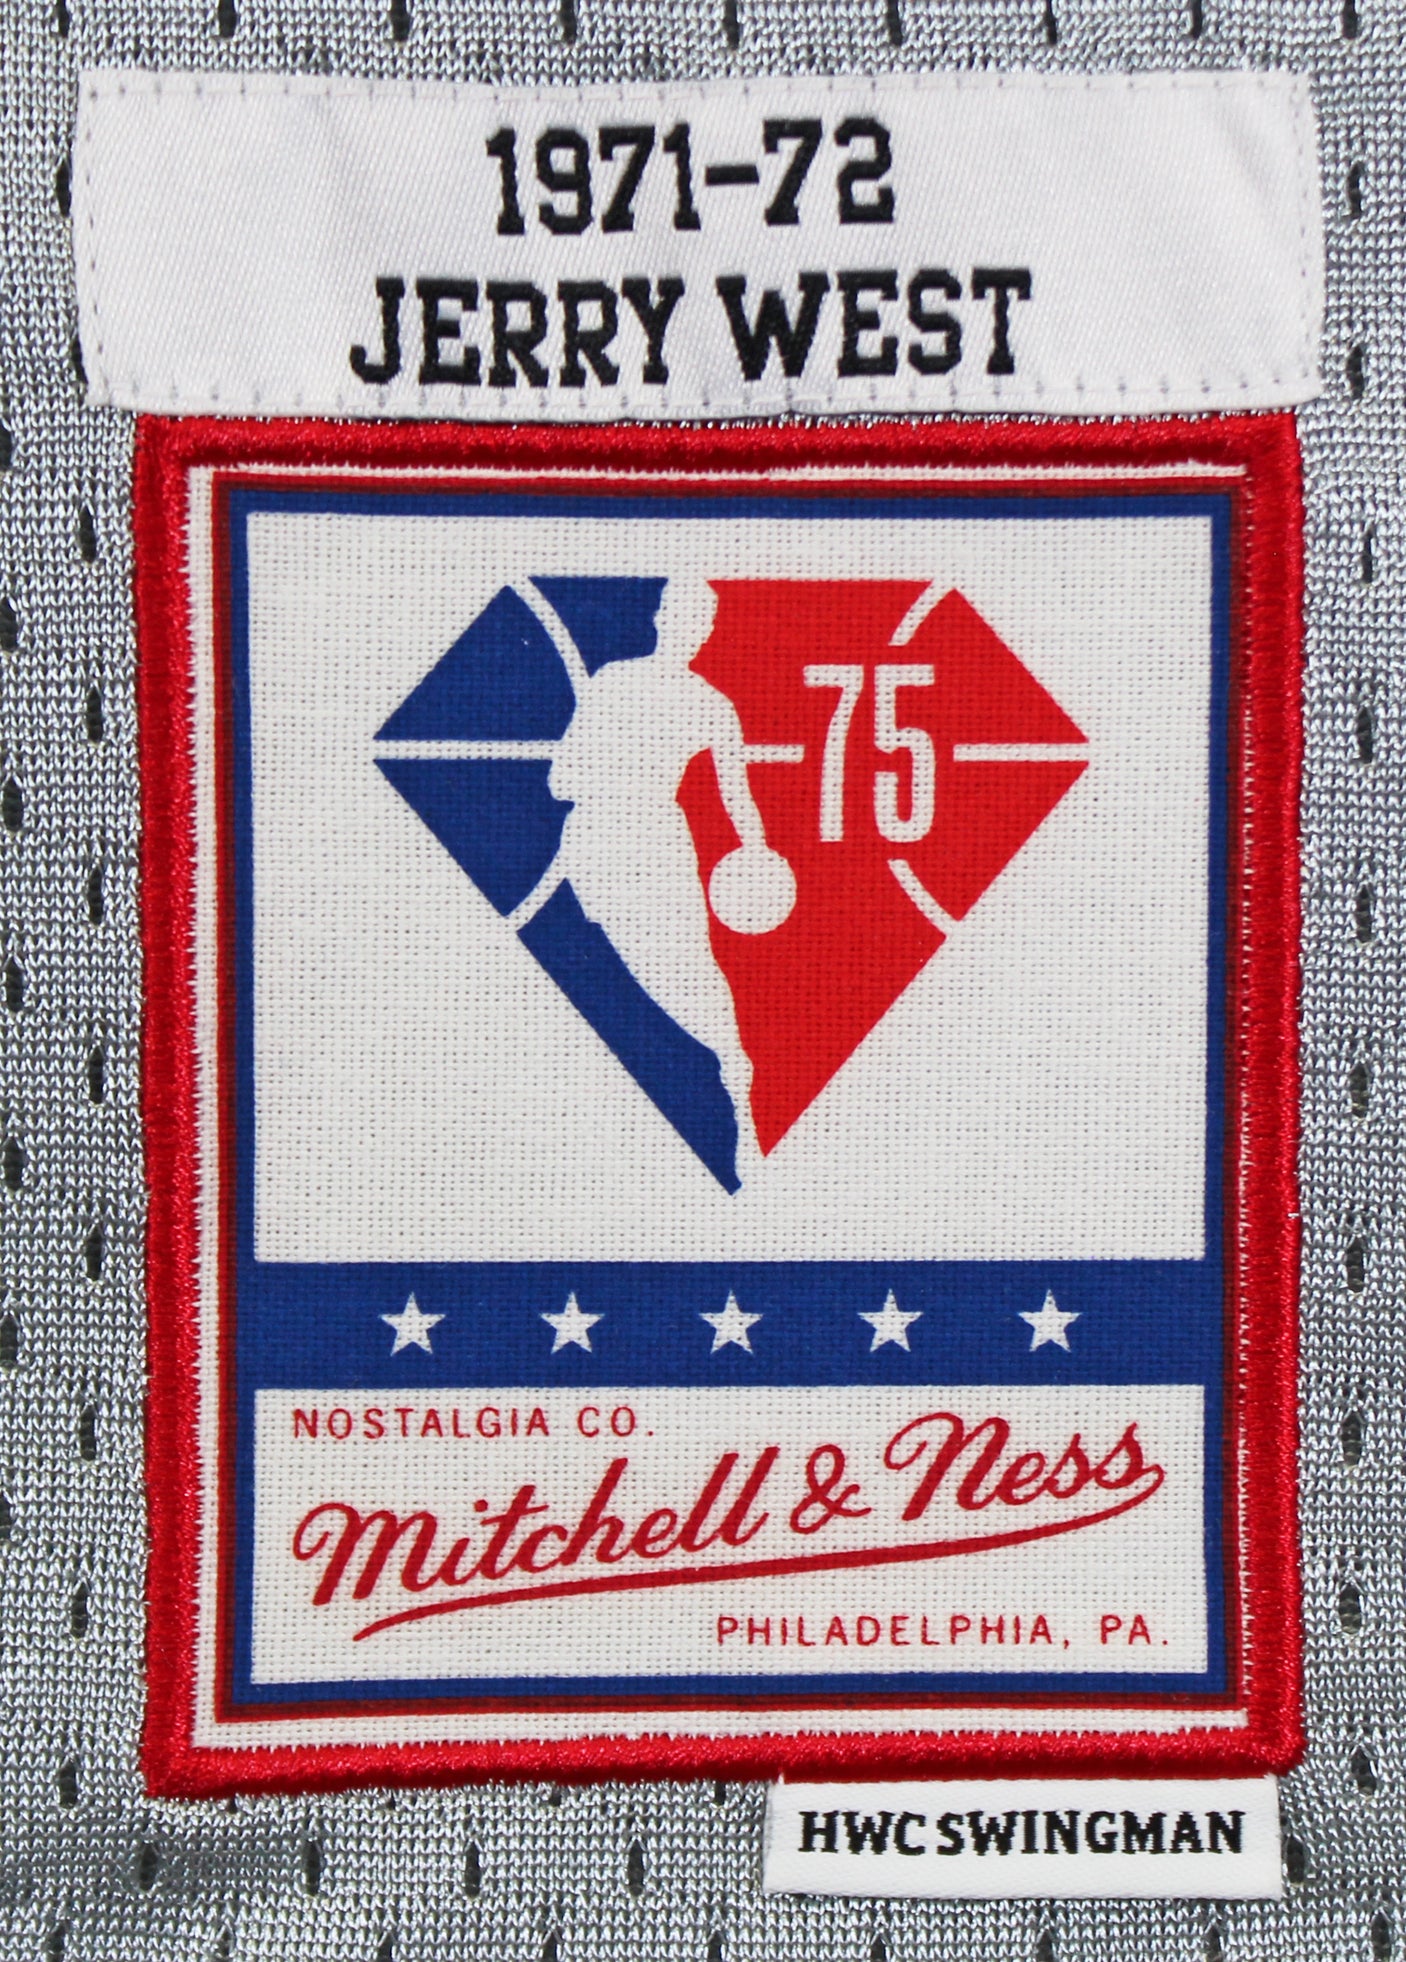 1971-72
JERRY WEST
75
NOSTALGIA CO.
Mitchell & Ness
PHILADELPHIA, PA.
HWC SWINGMAN